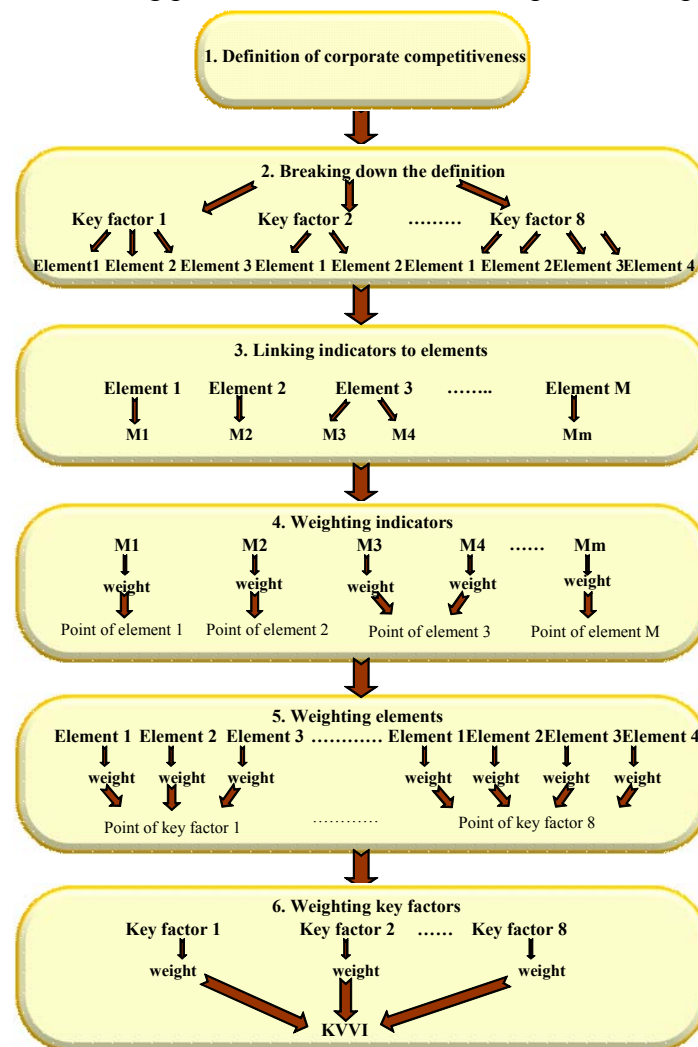 1. Definition of corporate competitiveness
2. Breaking down the definition
Key factor 1 Key factor 2 ……… Key factor 8
Element1 Element 2 Element 3 Element 1 Element 2 Element 1 Element 2 Element 3 Element 4
3. Linking indicators to elements
Element 1 Element 2 Element 3 …….. Element M
M1 M2 M3 M4 Mm
4. Weighting indicators
M1 M2 M3 M4 …… Mm
weight weight weight weight weight
Point of element 1 Point of element 2 Point of element 3 Point of element M
5. Weighting elements
Element 1 Element 2 Element 3 ………… Element 1 Element 2 Element 3 Element 4
weight weight weight weight weight weight weight
Point of key factor 1 ………… Point of key factor 8
6. Weighting key factors
Key factor 1 Key factor 2 …… Key factor 8
weight weight weight
KVVI